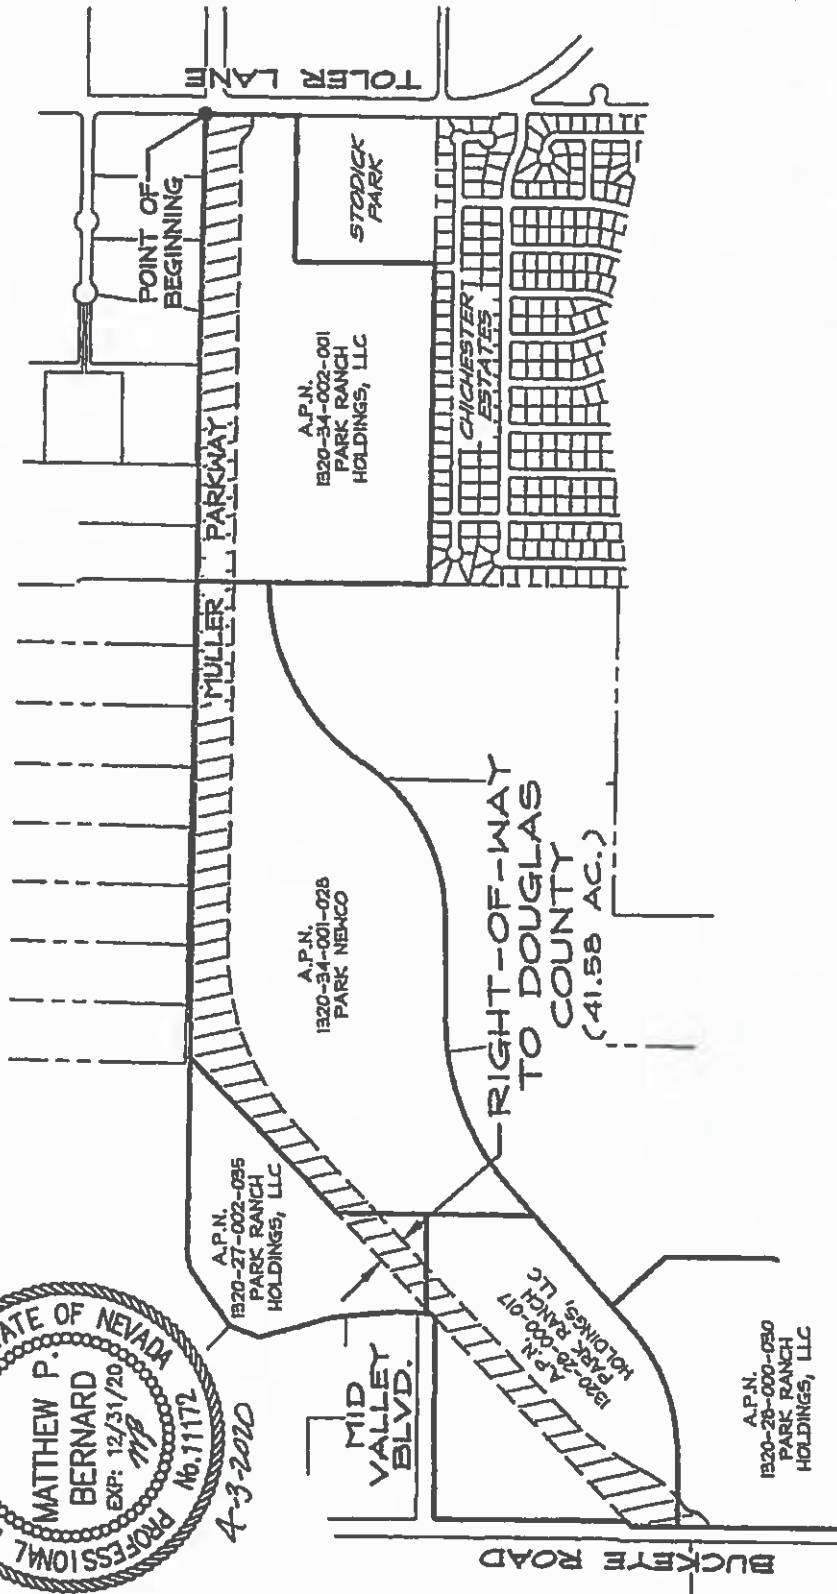 TOLER LANE
POINT OF
BEGINNING
STODICK
PARK
A.P.N.
1320-34-002-001
PARK RANCH
HOLDINGS, LLC
CHICHESTER
ESTATES
MULLER PARKWAY
A.P.N.
1320-34-001-028
PARK NEWCO
RIGHT-OF-WAY
TO DOUGLAS
COUNTY
(41.58 AC.)
A.P.N.
1320-27-002-035
PARK RANCH
HOLDINGS, LLC
A.P.N.
1320-28-000-017
PARK RANCH
HOLDINGS, LLC
MID
VALLEY
BLVD.
A.P.N.
1320-28-000-030
PARK RANCH
HOLDINGS, LLC
BUCKEYE ROAD
OF NEVADA
MATTHEW P.
BERNARD
EXP: 12/31/20
No. 11172
PROFESSIONAL
4-3-2020